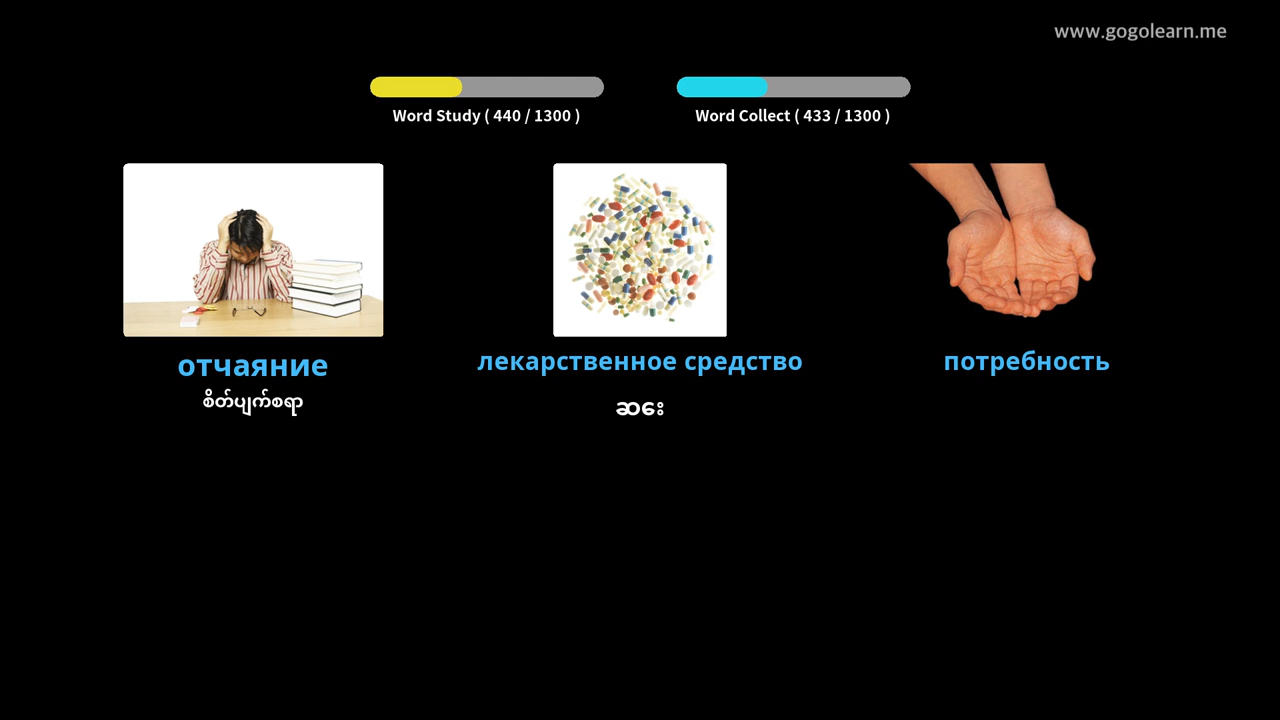 www.gogolearn.me
Word Study ( 440 / 1300 )
Word Collect ( 433 / 1300 )
отчаяние
စိတ်ပျက်စရာ
лекарственное средство
ဆေး
потребность